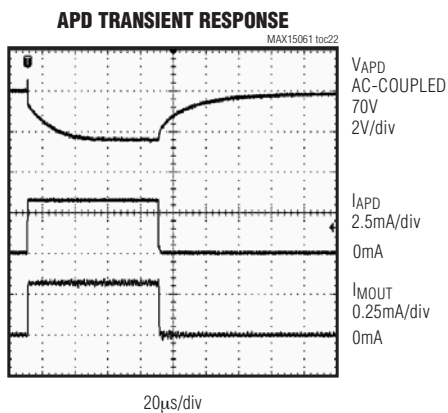 APD TRANSIENT RESPONSE
MAX15061 toc22
T
VAPD
AC-COUPLED
70V
2V/div
IAPD
2.5mA/div
0mA
IMOUT
0.25mA/div
0mA
20µs/div